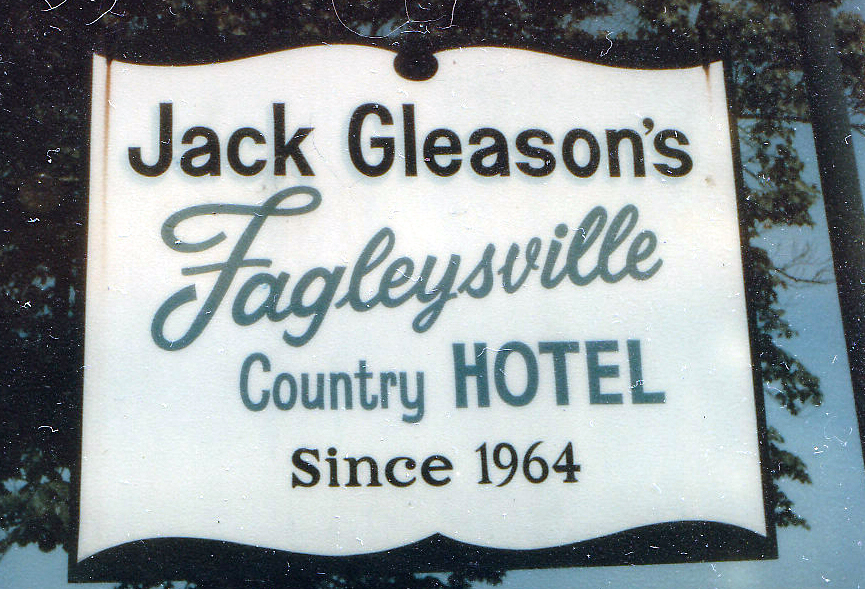 Jack Gleason's
Fagleysville
Country HOTEL
Since 1964